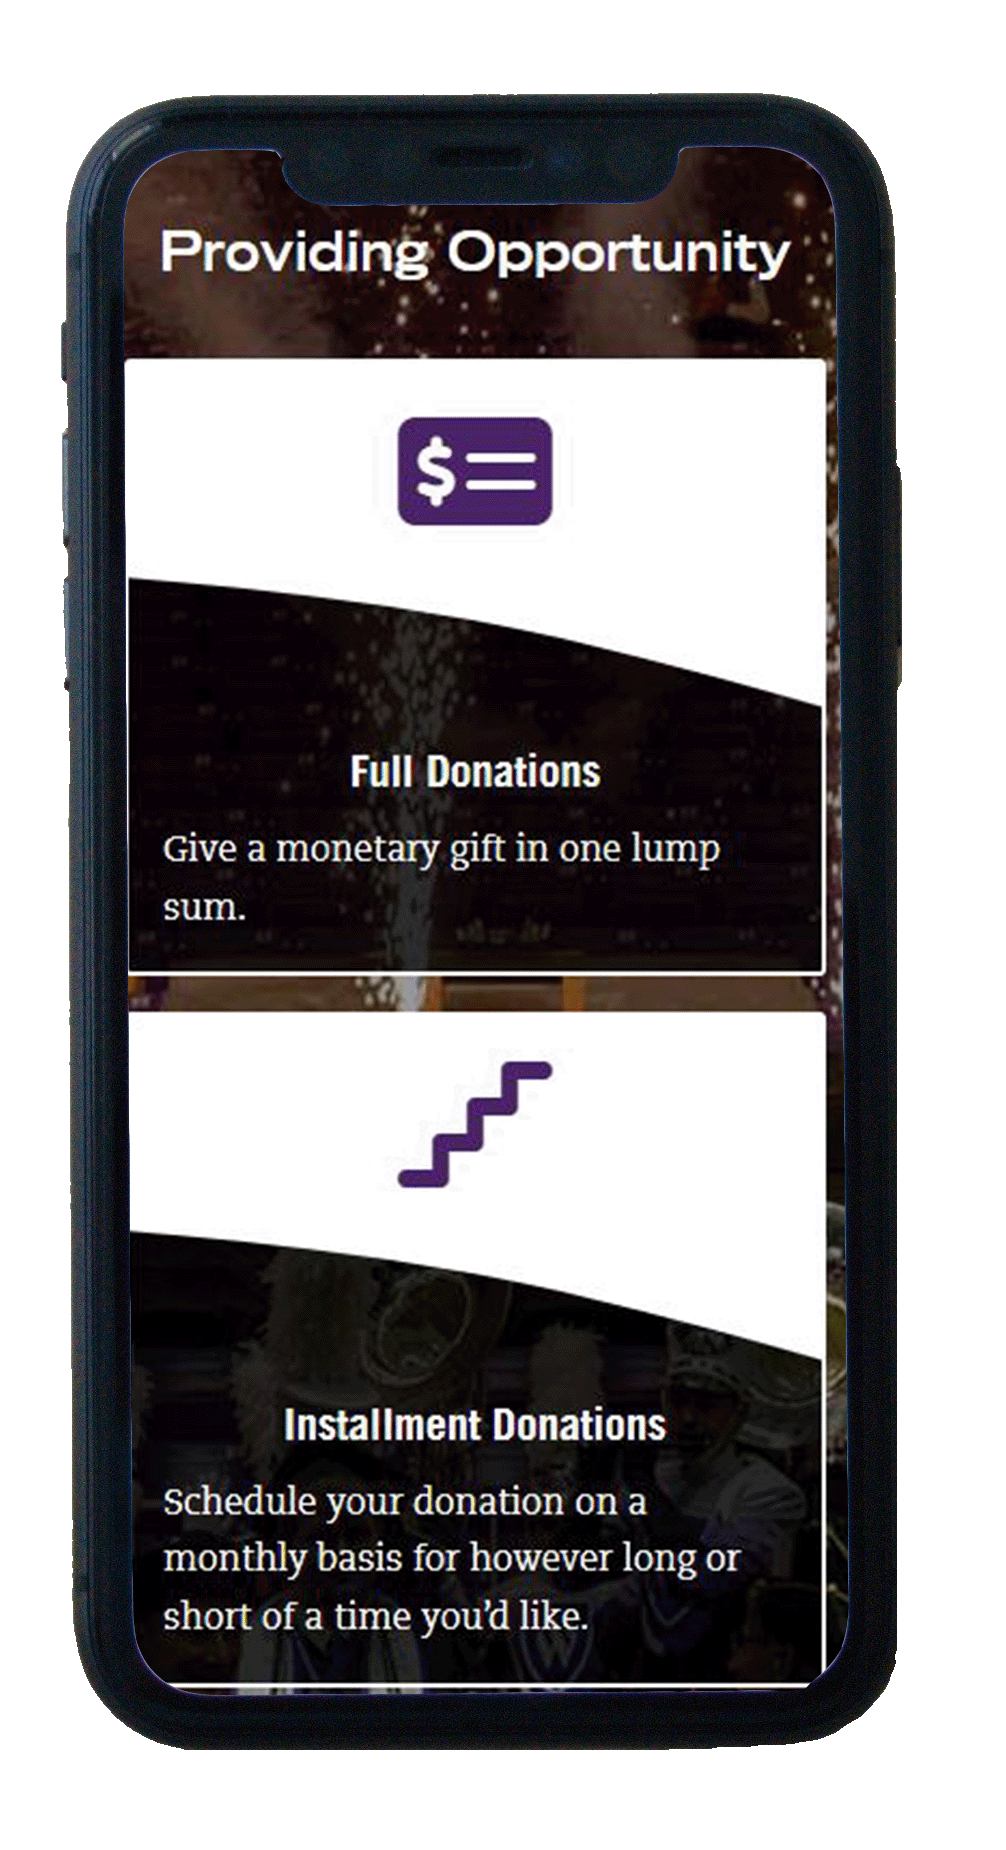 Providing Opportunity
$
Full Donations
Give a monetary gift in one lump
sum.
Installment Donations
Schedule your donation on a
monthly basis for however long or
short of a time you’d like.